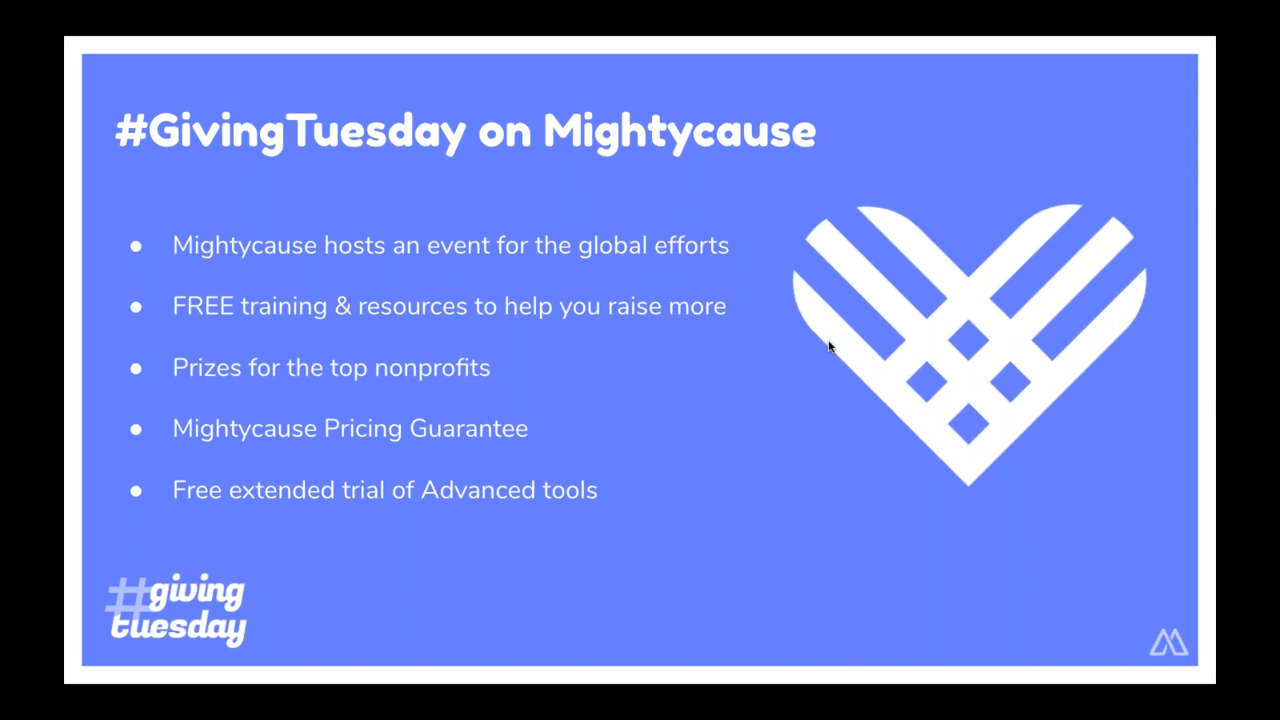 #GivingTuesday on Mightycause
● Mightycause hosts an event for the global efforts
● FREE training & resources to help you raise more
● Prizes for the top nonprofits
● Mightycause Pricing Guarantee
● Free extended trial of Advanced tools
#giving
tuesday